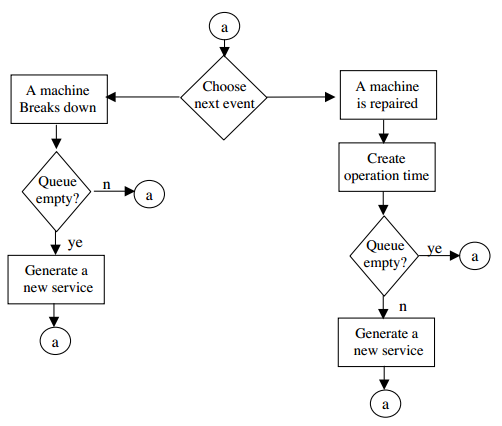 a
Choose
next event
A machine
Breaks down
A machine
is repaired
Create
operation time
Queue
empty?
n
a
ye
Generate a
new service
a
Queue
empty?
ye
a
n
Generate a
new service
a